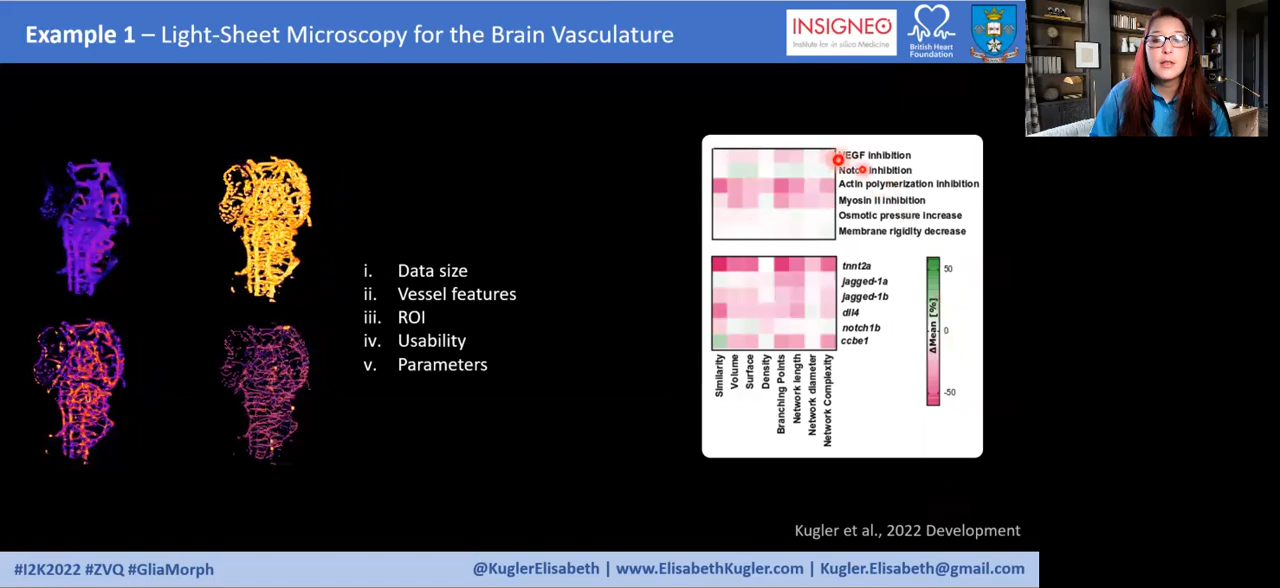 Example 1 – Light-Sheet Microscopy for the Brain Vasculature
INSIGNEO
Institute for in silico Medicine
British Heart
Foundation
i. Data size
ii. Vessel features
iii. ROI
iv. Usability
v. Parameters
VEGF Inhibition
Notch Inhibition
Actin polymerization Inhibition
Myosin II Inhibition
Osmotic pressure Increase
Membrane rigidity decrease
tnnt2a
jagged-1a
jagged-1b
dll4
notch1b
ccbe1
Similarity
Volume
Surface
Density
Branching Points
Network length
Network diameter
Network Complexity
ΔMean [%]
50
0
-50
Kugler et al., 2022 Development
#I2K2022 #ZVQ #GliaMorph
@KuglerElisabeth | www.ElisabethKugler.com | Kugler.Elisabeth@gmail.com